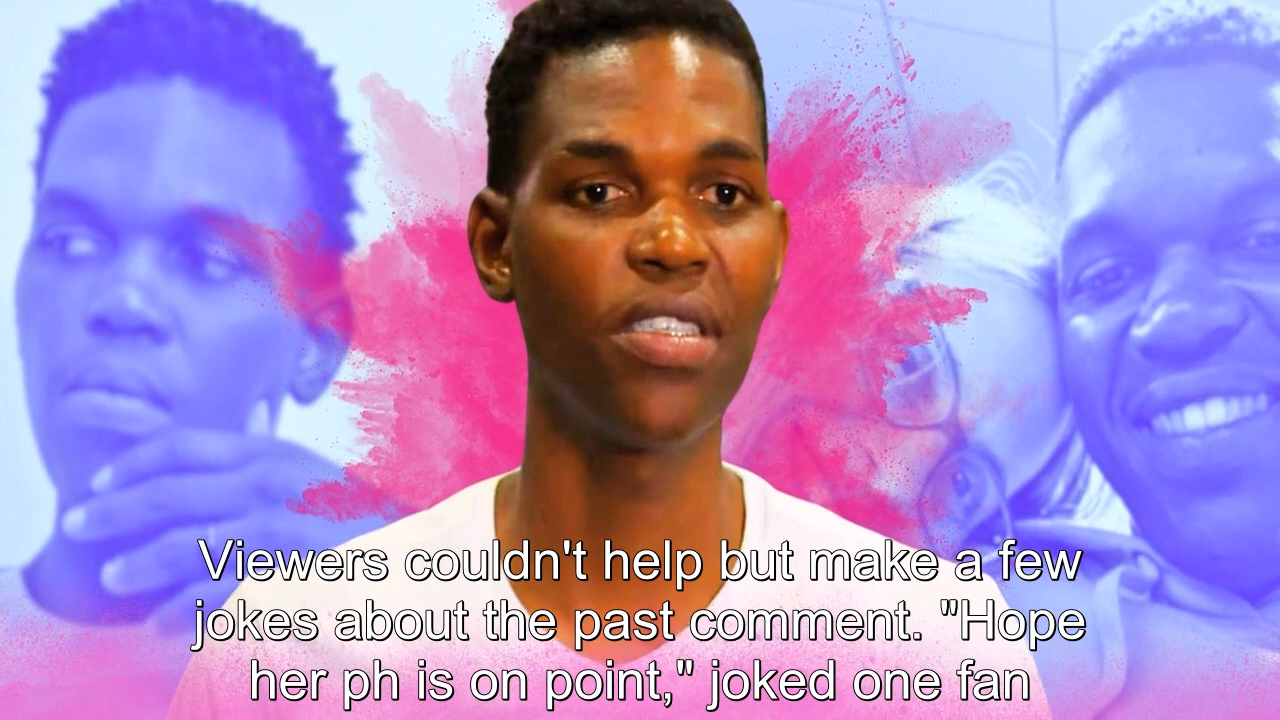 Viewers couldn't help but make a few
jokes about the past comment. "Hope
her ph is on point," joked one fan